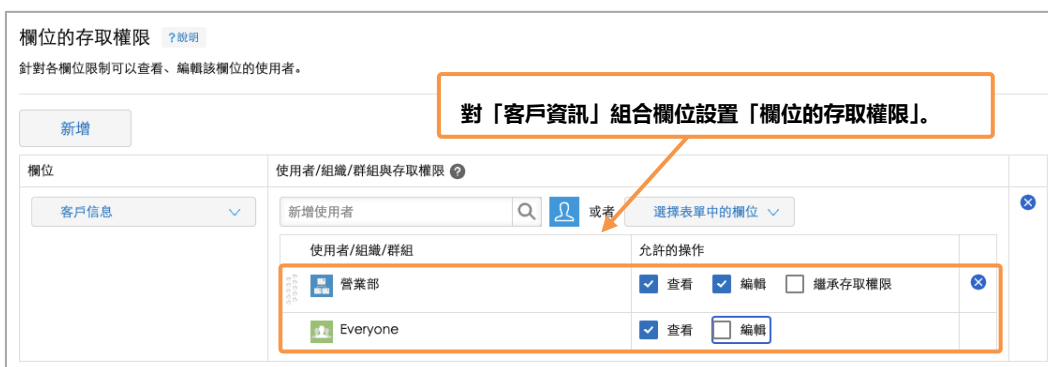 欄位的存取權限 ?說明
針對各欄位限制可以查看、編輯該欄位的使用者。
對「客戶資訊」組合欄位設置「欄位的存取權限」。
新增
欄位 使用者/組織/群組與存取權限 ?
客戶信息 新增使用者 或者 選擇表單中的欄位
使用者/組織/群組 允許的操作
營業部 查看 編輯 繼承存取權限
Everyone 查看 編輯